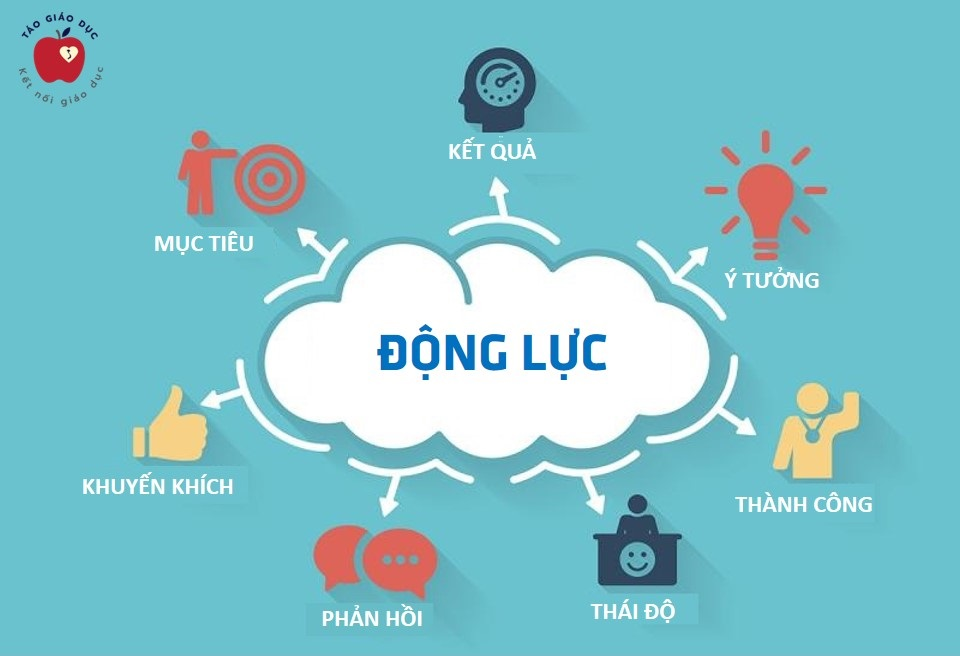 TÁO GIÁO DỤC
Kết nối giáo dục
KẾT QUẢ
MỤC TIÊU
Ý TƯỞNG
ĐỘNG LỰC
KHUYẾN KHÍCH
THÀNH CÔNG
PHẢN HỒI
THÁI ĐỘ